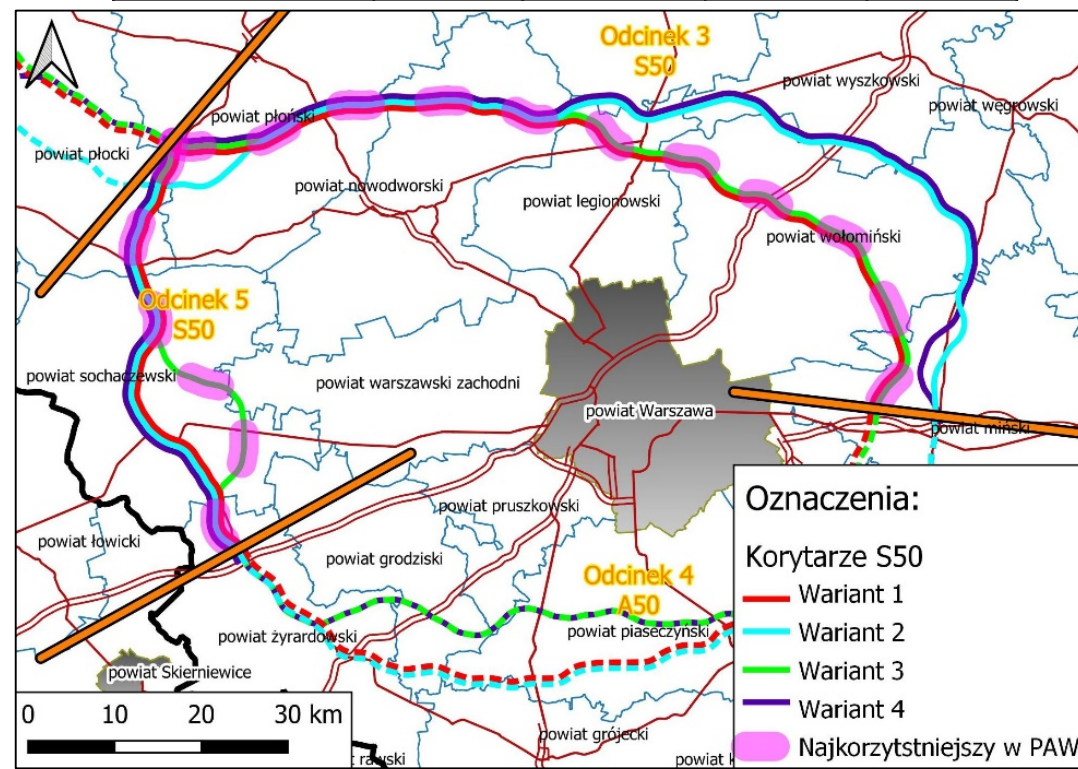 Odcinek 3
S50
powiat wyszkowski
powiat węgrowski
powiat płoński
powiat płocki
powiat nowodworski
powiat legionowski
powiat wołomiński
Odcinek 5
S50
powiat sochaczewski
powiat warszawski zachodni
powiat Warszawa
powiat miński
powiat pruszkowski
powiat łowicki
powiat grodziski
Odcinek 4
A50
powiat żyrardowski
powiat piaseczyński
powiat Skierniewice
powiat grójecki
rawski
0 10 20 30 km
Oznaczenia:
Korytarze S50
Wariant 1
Wariant 2
Wariant 3
Wariant 4
Najkorzytstniejszy w PAW